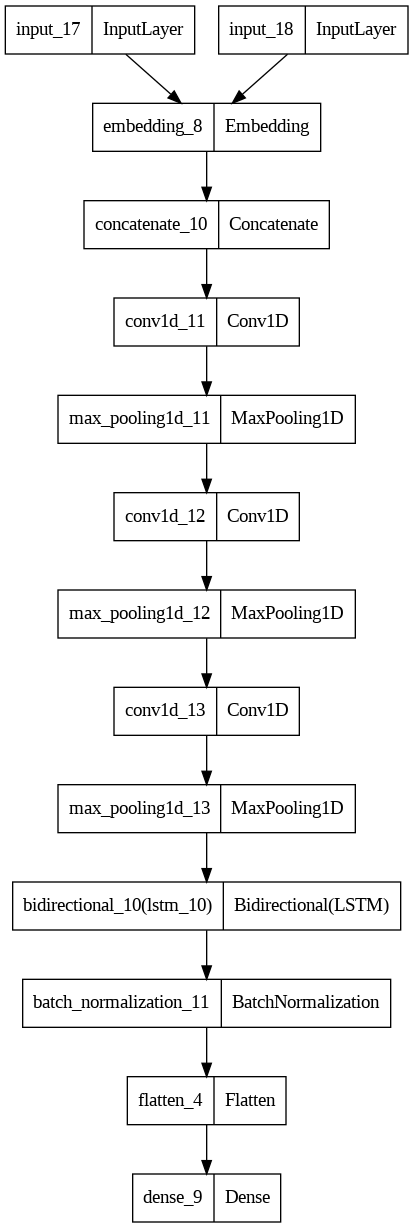 input_17 InputLayer input_18 InputLayer
embedding_8 Embedding
concatenate_10 Concatenate
conv1d_11 Conv1D
max_pooling1d_11 MaxPooling1D
conv1d_12 Conv1D
max_pooling1d_12 MaxPooling1D
conv1d_13 Conv1D
max_pooling1d_13 MaxPooling1D
bidirectional_10(lstm_10) Bidirectional(LSTM)
batch_normalization_11 BatchNormalization
flatten_4 Flatten
dense_9 Dense